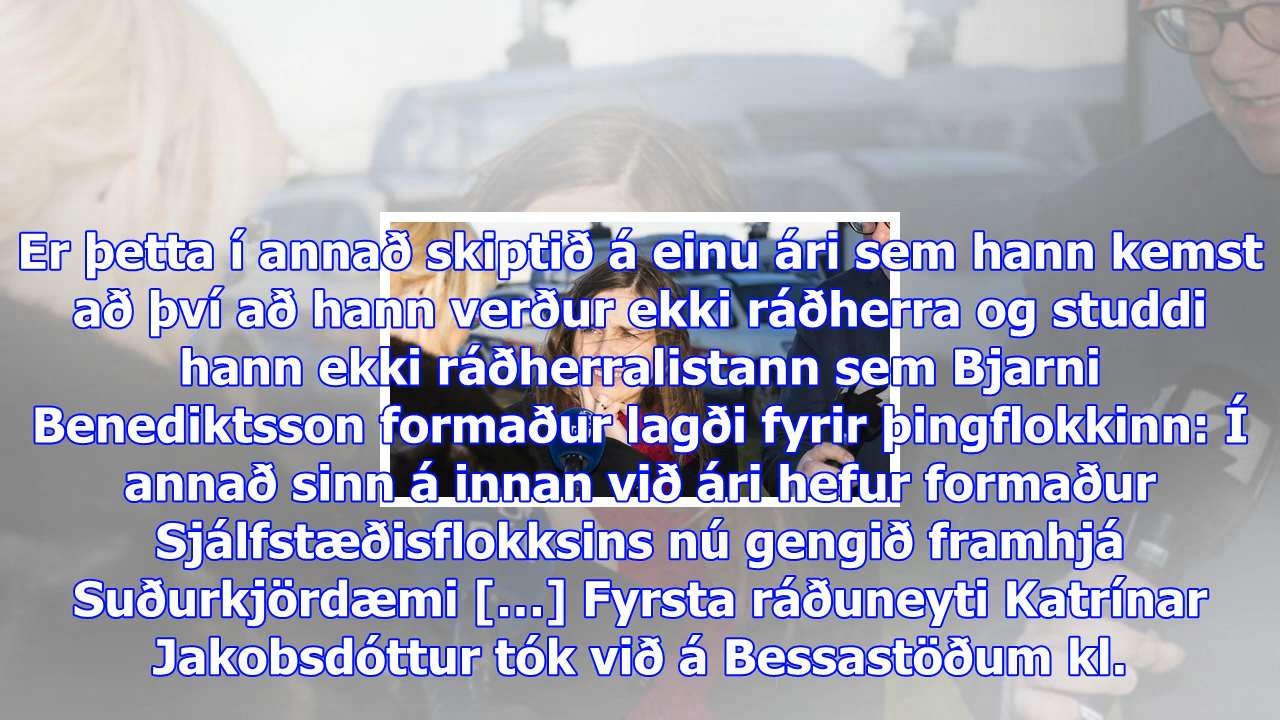 Er þetta í annað skiptið á einu ári sem hann kemst
að því að hann verður ekki ráðherra og studdi
hann ekki ráðherralistann sem Bjarni
Benediktsson formaður lagði fyrir þingflokkinn: Í
annað sinn á innan við ári hefur formaður
Sjálfstæðisflokksins nú gengið framhjá
Suðurkjördæmi [...] Fyrsta ráðuneyti Katrínar
Jakobsdóttur tók við á Bessastöðum kl.